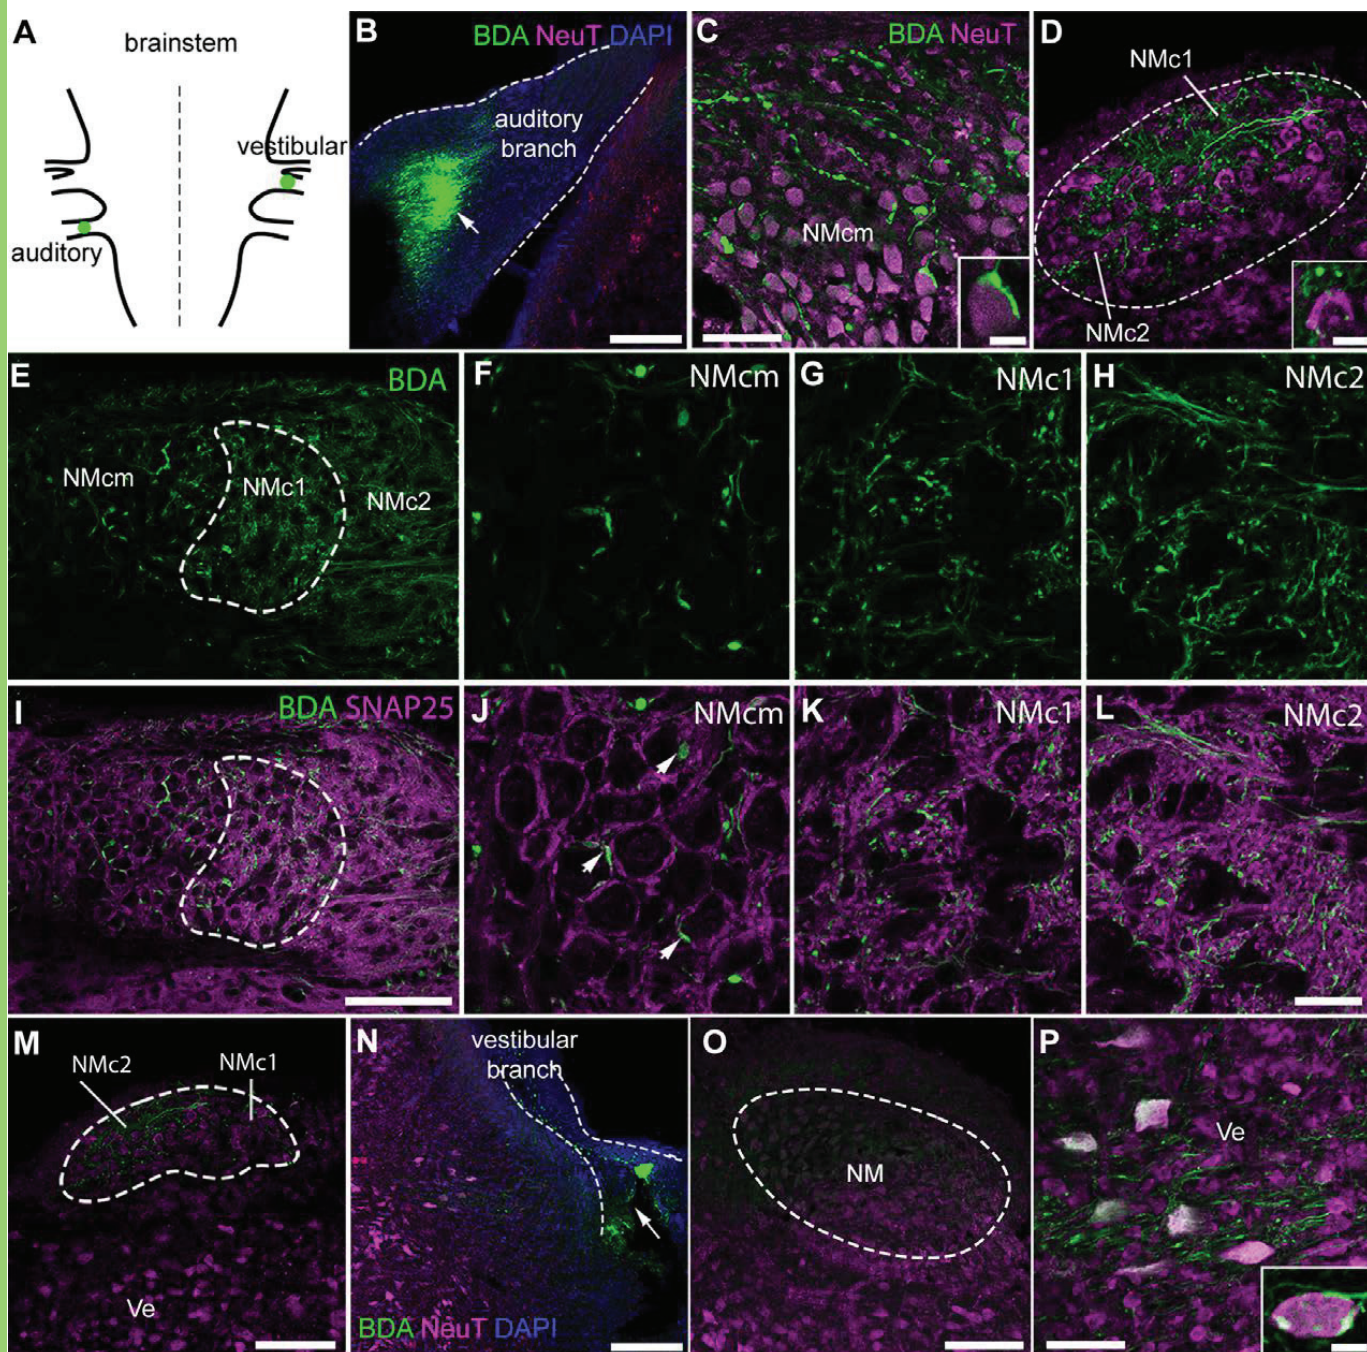 A
brainstem
vestibular
auditory
B
BDA NeuT DAPI
auditory
branch
C
BDA NeuT
NMcm
D
NMc1
NMc2
E
BDA
NMcm
NMc1
NMc2
F
NMcm
G
NMc1
H
NMc2
I
BDA SNAP25
J
NMcm
K
NMc1
L
NMc2
M
NMc2
NMc1
Ve
N
vestibular
branch
BDA NeuT DAPI
O
NM
P
Ve